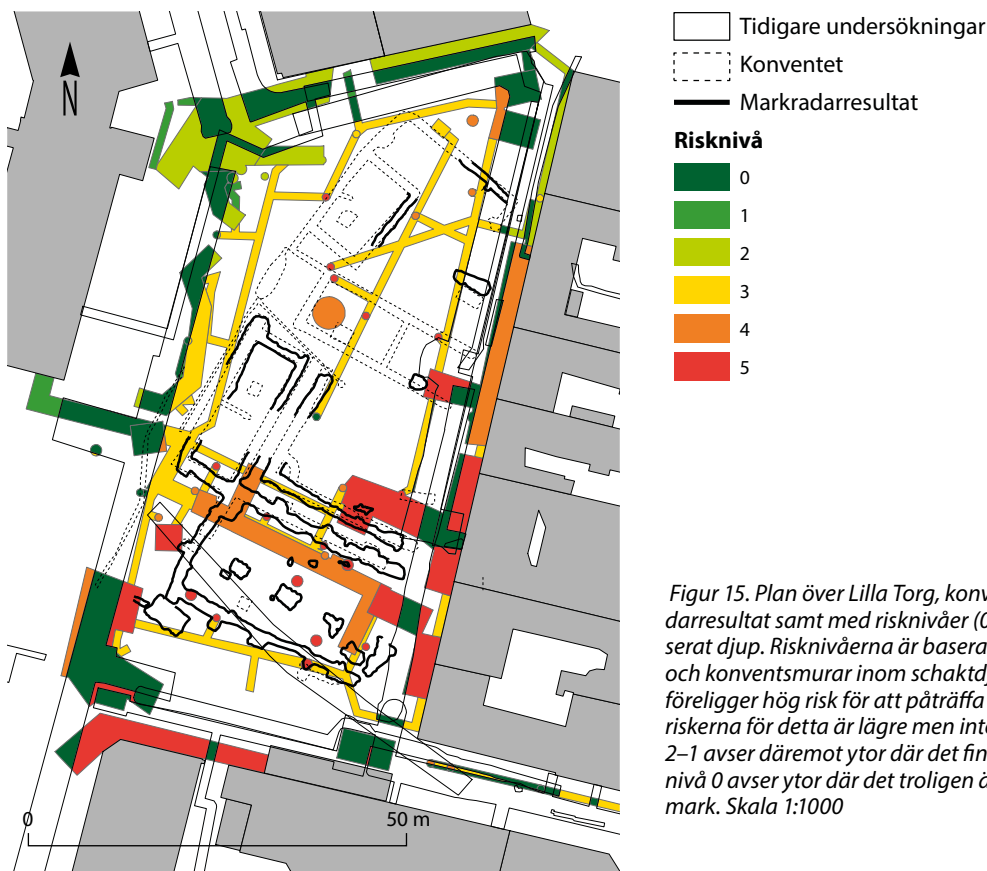 Tidigare undersökningar
Konventet
Markradarresultat
Risknivå
0
1
2
3
4
5
N
0 50 m
Figur 15. Plan över Lilla Torg, konv
darresultat samt med risknivåer (0
serat djup. Risknivåerna är basera
och konventsmurar inom schaktdj
föreligger hög risk för att påträffa
riskerna för detta är lägre men inte
2–1 avser däremot ytor där det fin
nivå 0 avser ytor där det troligen ä
mark. Skala 1:1000